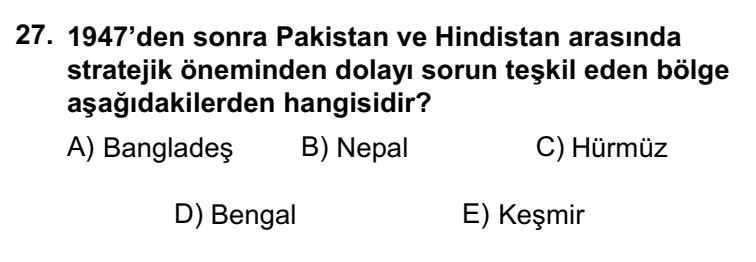 27. 1947'den sonra Pakistan ve Hindistan arasında
stratejik öneminden dolayı sorun teşkil eden bölge
aşağıdakilerden hangisidir?
A) Bangladeş B) Nepal C) Hürmüz
D) Bengal E) Keşmir